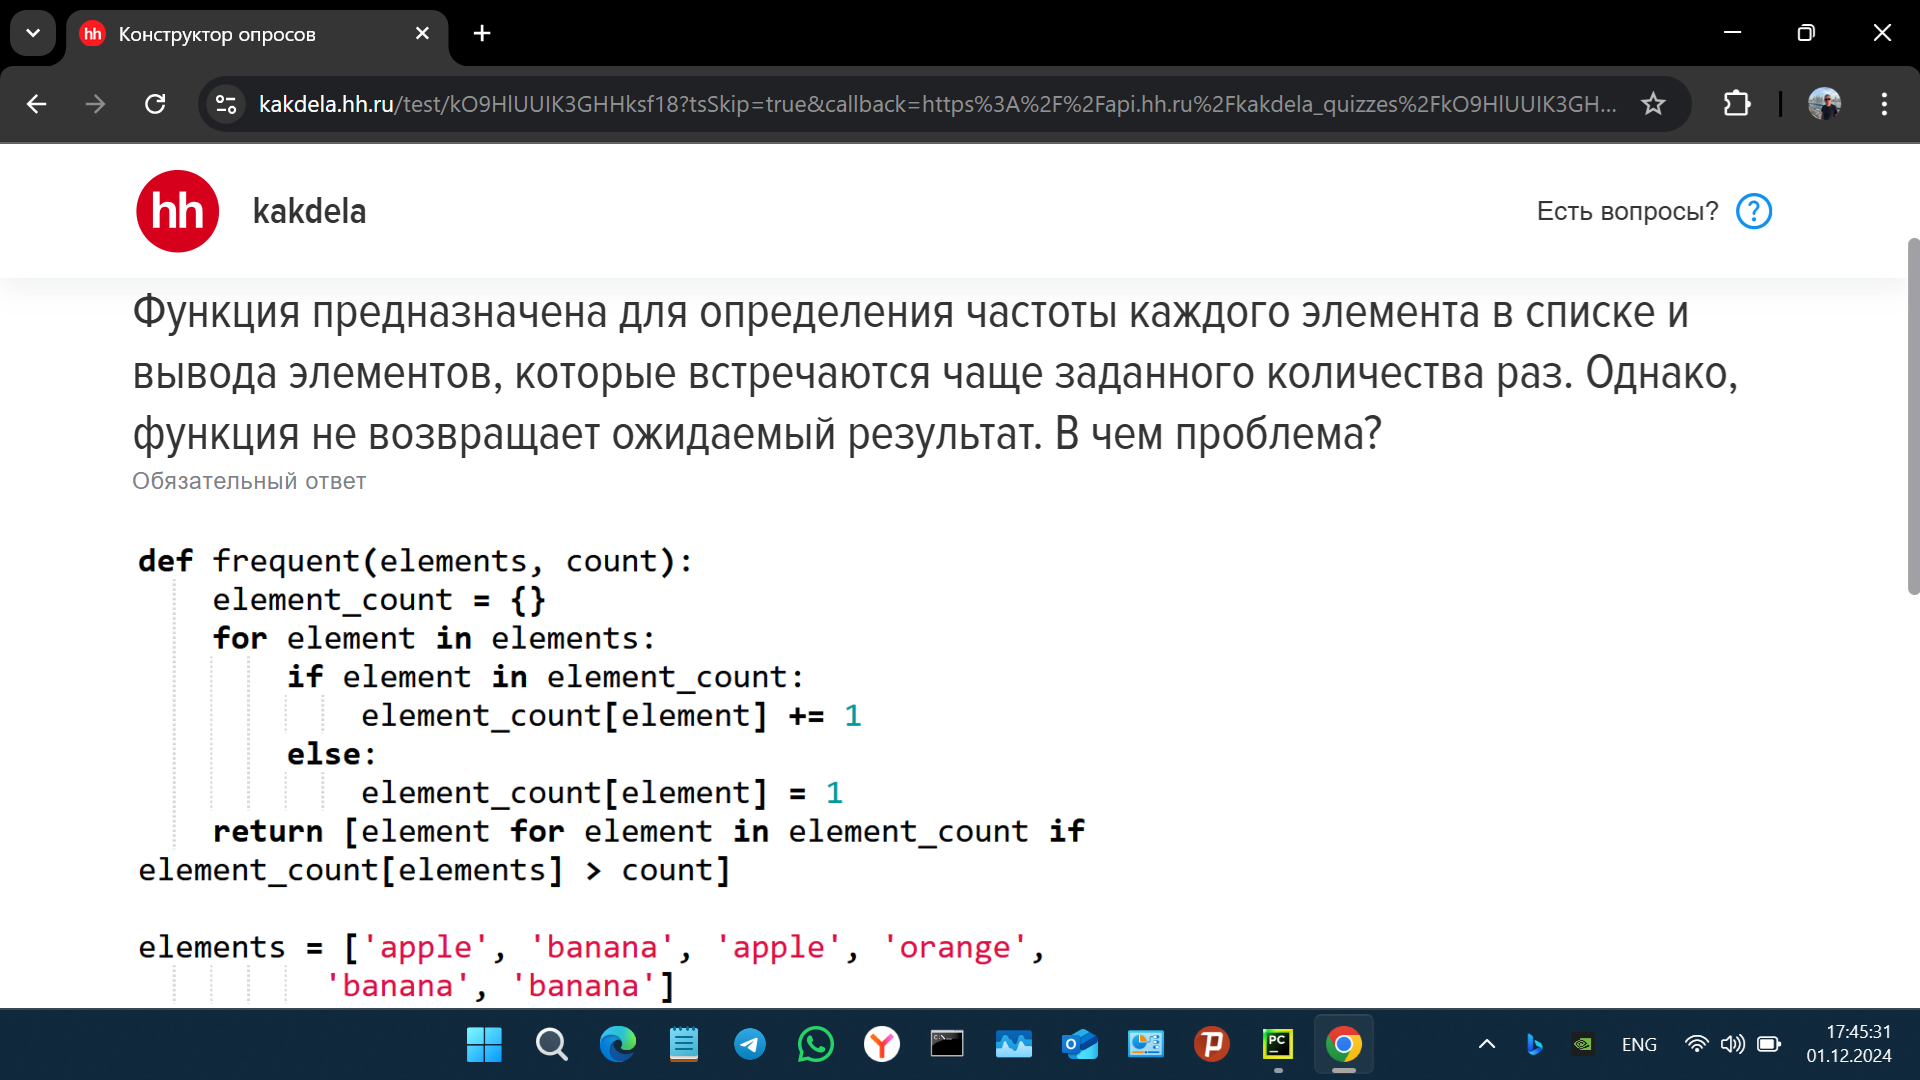 hh Конструктор опросов
kakdela.hh.ru/test/kO9HlUUIK3GHHksf18?tsSkip=true&callback=https%3A%2F%2Fapi.hh.ru%2Fkakdela_quizzes%2FkO9HlUUIK3GH...
hh kakdela
Есть вопросы? ?
Функция предназначена для определения частоты каждого элемента в списке и
вывода элементов, которые встречаются чаще заданного количества раз. Однако,
функция не возвращает ожидаемый результат. В чем проблема?
Обязательный ответ
def frequent(elements, count):
    element_count = {}
    for element in elements:
        if element in element_count:
            element_count[element] += 1
        else:
            element_count[element] = 1
    return [element for element in element_count if
element_count[elements] > count]
elements = ['apple', 'banana', 'apple', 'orange',
          'banana', 'banana']
PC
ENG
17:45:31
01.12.2024